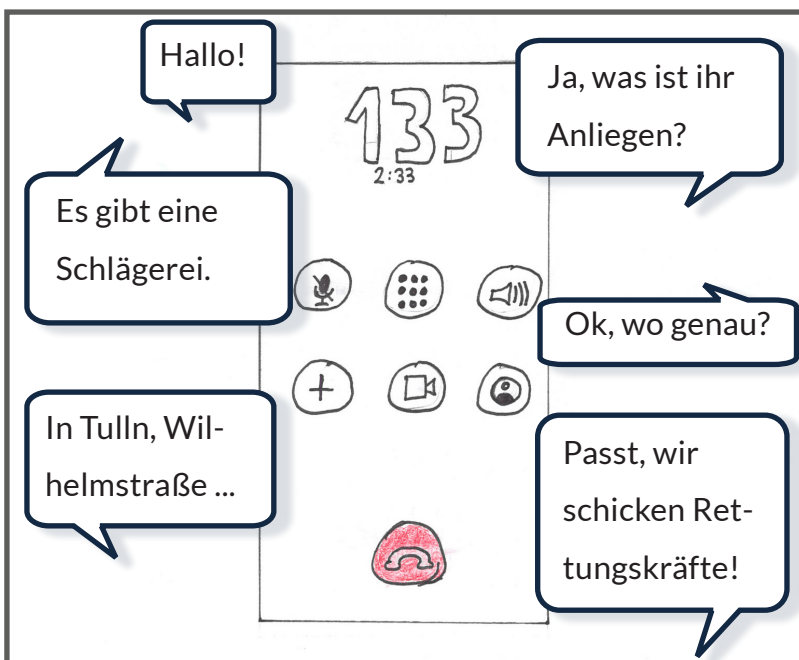 Hallo!
133
2:33
Ja, was ist ihr
Anliegen?
Es gibt eine
Schlägerei.
Ok, wo genau?
In Tulln, Wil-
helmstraße ...
Passt, wir
schicken Ret-
tungskräfte!